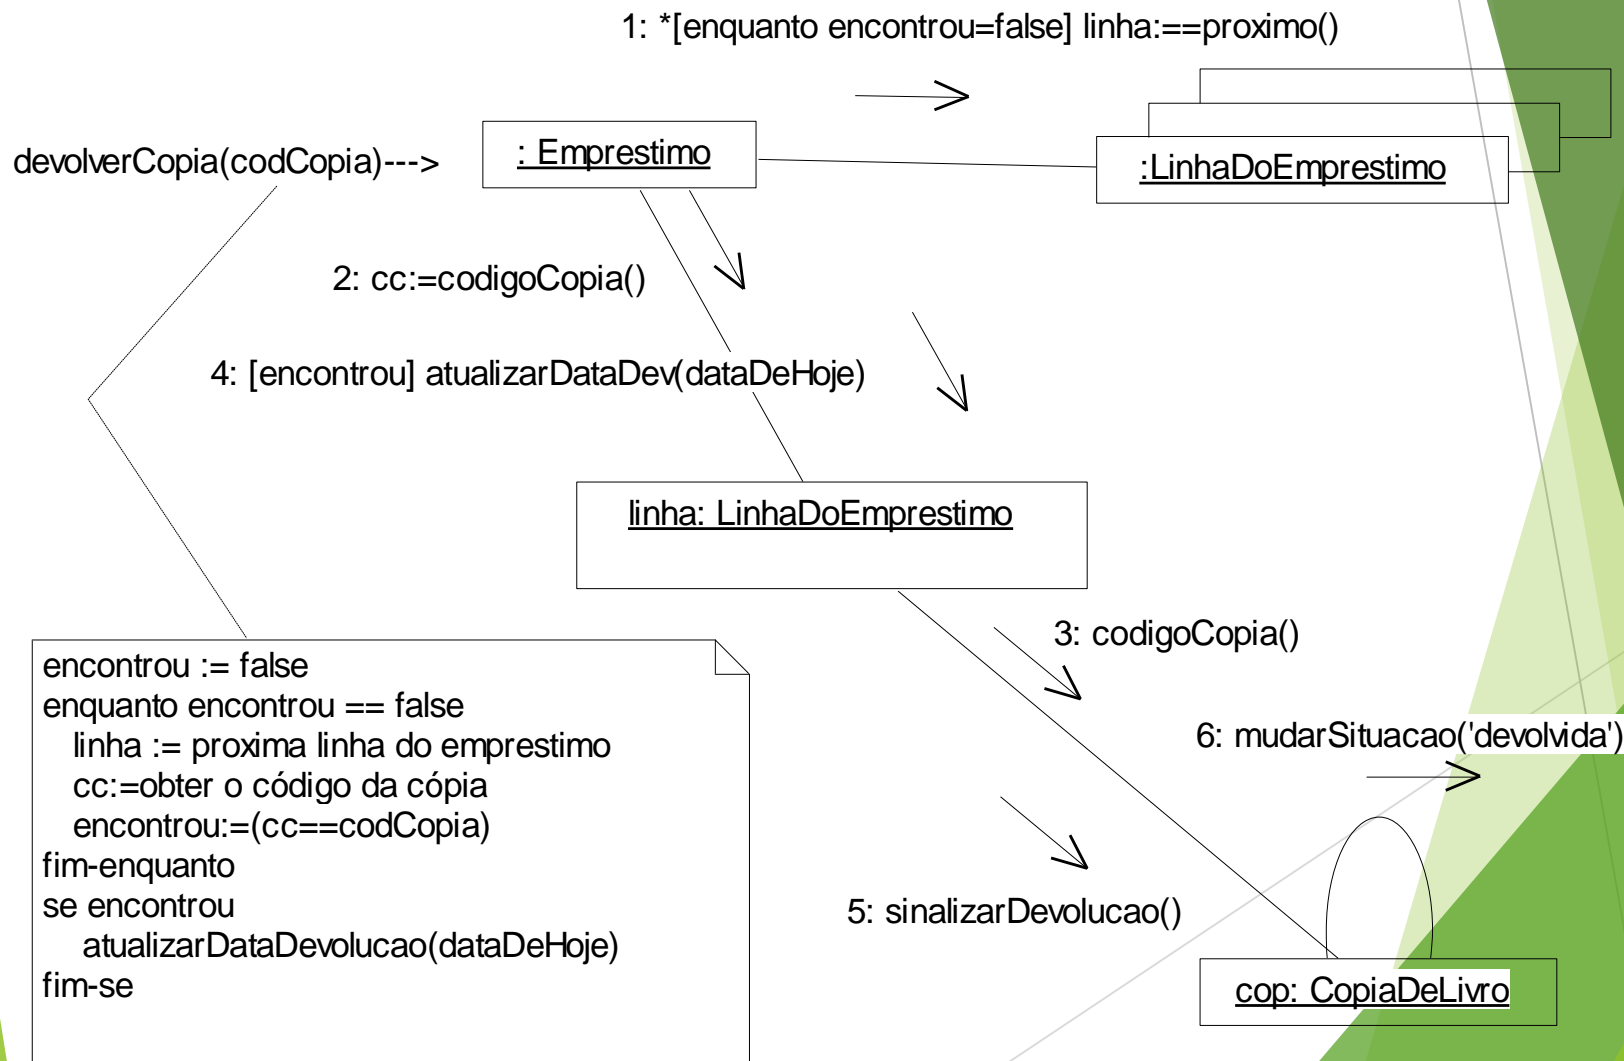 1: *[enquanto encontrou=false] linha:==proximo()
devolverCopia(codCopia)--->
: Emprestimo
:LinhaDoEmprestimo
2: cc:=codigoCopia()
4: [encontrou] atualizarDataDev(dataDeHoje)
linha: LinhaDoEmprestimo
3: codigoCopia()
6: mudarSituacao('devolvida')
5: sinalizarDevolucao()
cop: CopiaDeLivro
encontrou := false
enquanto encontrou == false
linha := proxima linha do emprestimo
cc:=obter o código da cópia
encontrou:=(cc==codCopia)
fim-enquanto
se encontrou
atualizarDataDevolucao(dataDeHoje)
fim-se